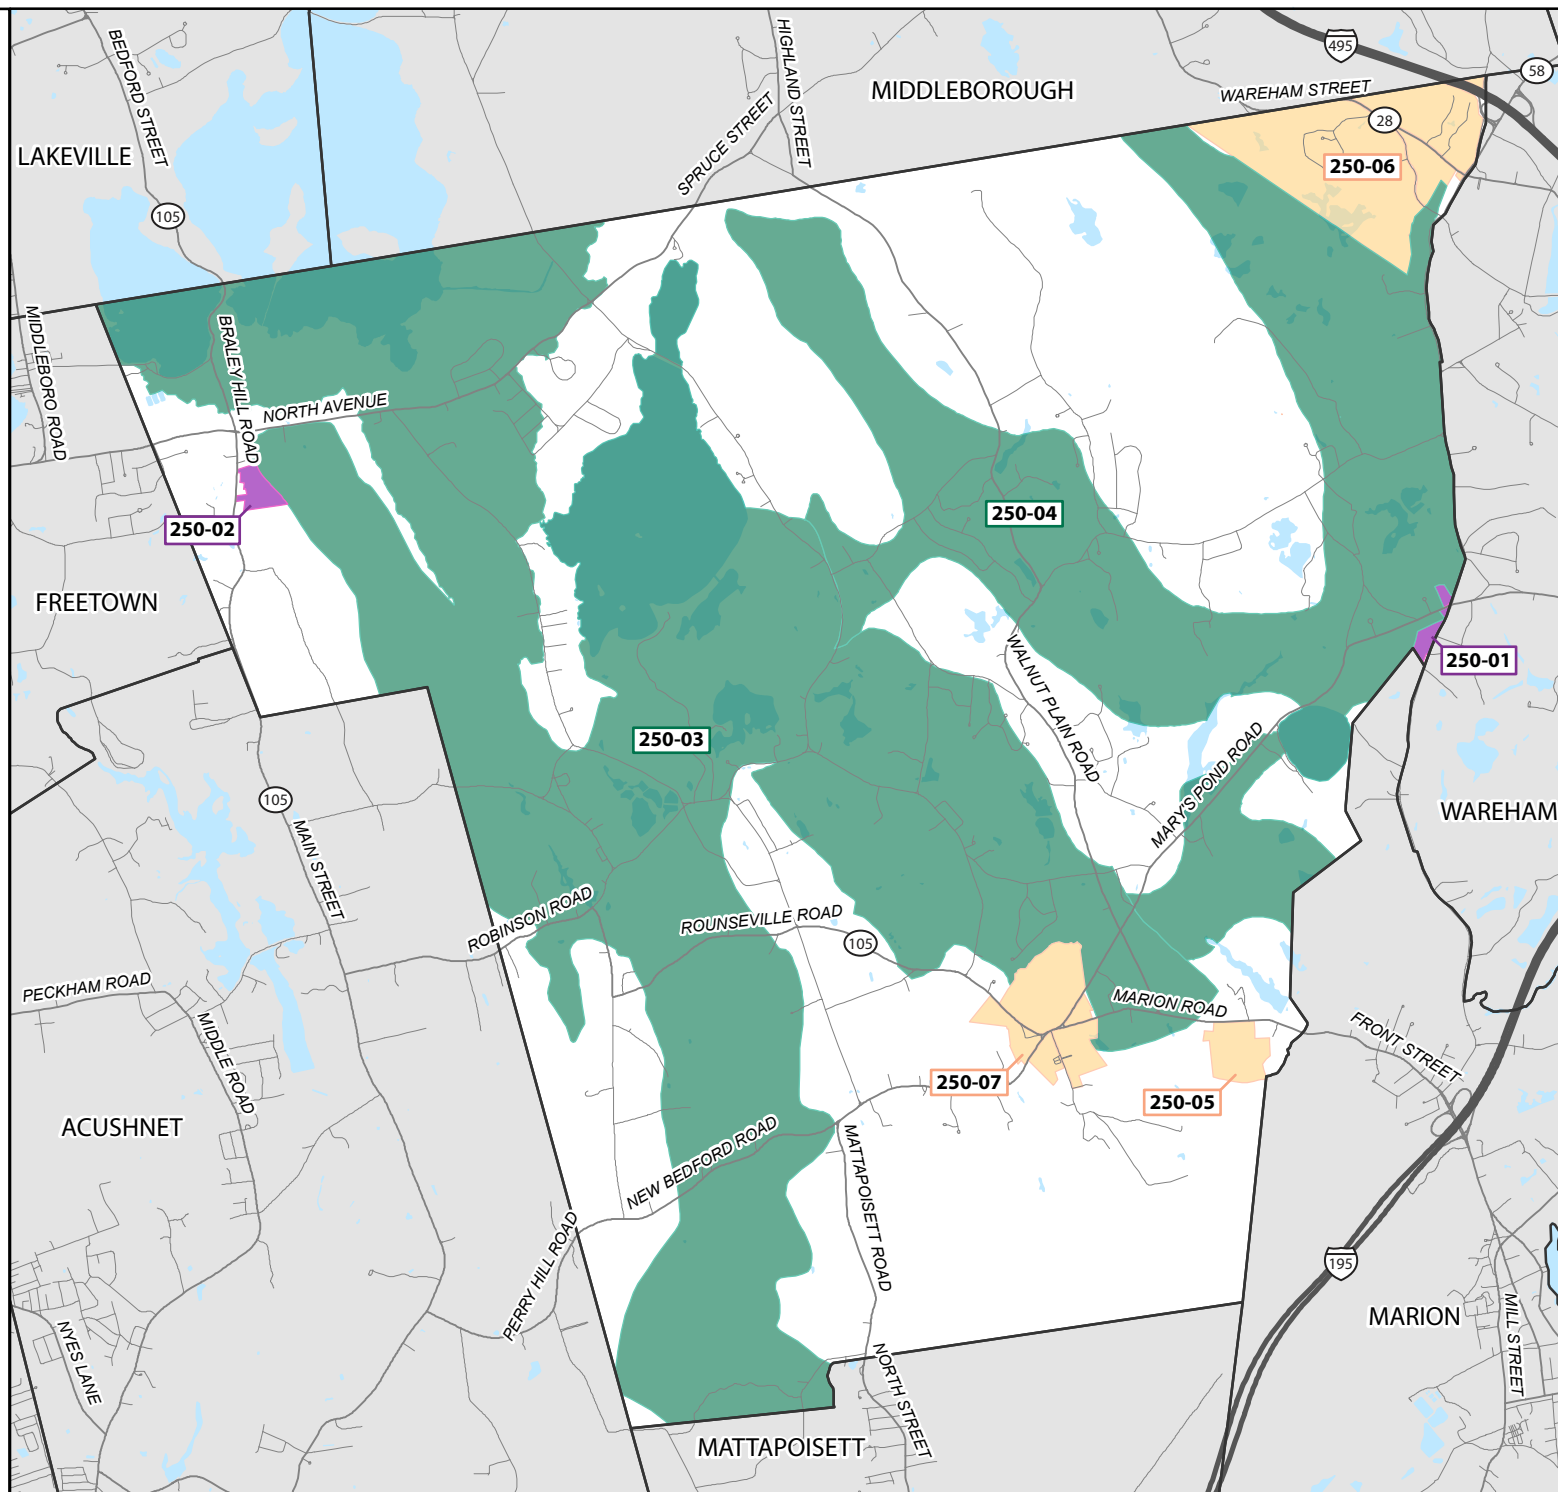 495
58
HIGHLAND STREET
BEDFORD STREET
MIDDLEBOROUGH
WAREHAM STREET
28
LAKEVILLE
SPRUCE STREET
250-06
105
MIDDLEBORO ROAD
BRALEY HILL ROAD
NORTH AVENUE
250-04
250-02
FREETOWN
250-01
WALNUT PLAIN ROAD
250-03
MARY'S POND ROAD
105
WAREHAM
MAIN STREET
ROBINSON ROAD
ROUNSEVILLE ROAD
105
PECKHAM ROAD
MARION ROAD
MIDDLE ROAD
FRONT STREET
250-07
250-05
ACUSHNET
NEW BEDFORD ROAD
MATTAPOISETT ROAD
PERRY HILL ROAD
195
MARION
MILL STREET
NYES LANE
NORTH STREET
MATTAPOISETT